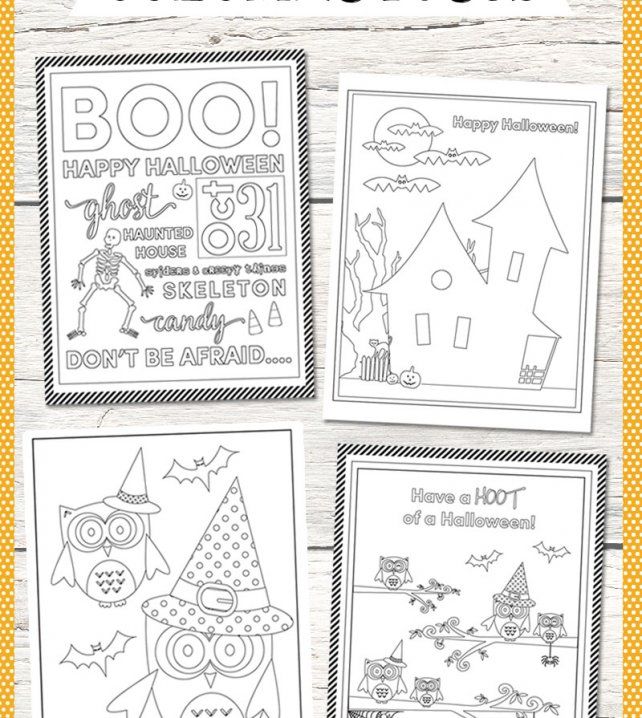 BOO!
HAPPY HALLOWEEN
ghost
OCT 31
HAUNTED
HOUSE
spiders & creepy things
SKELETON
candy
DON'T BE AFRAID....
Happy Halloween!
Have a HOOT
of a Halloween!